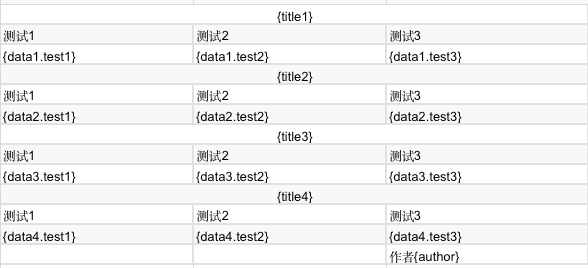 {title1}
测试1 测试2 测试3
{data1.test1} {data1.test2} {data1.test3}
{title2}
测试1 测试2 测试3
{data2.test1} {data2.test2} {data2.test3}
{title3}
测试1 测试2 测试3
{data3.test1} {data3.test2} {data3.test3}
{title4}
测试1 测试2 测试3
{data4.test1} {data4.test2} {data4.test3}
作者{author}